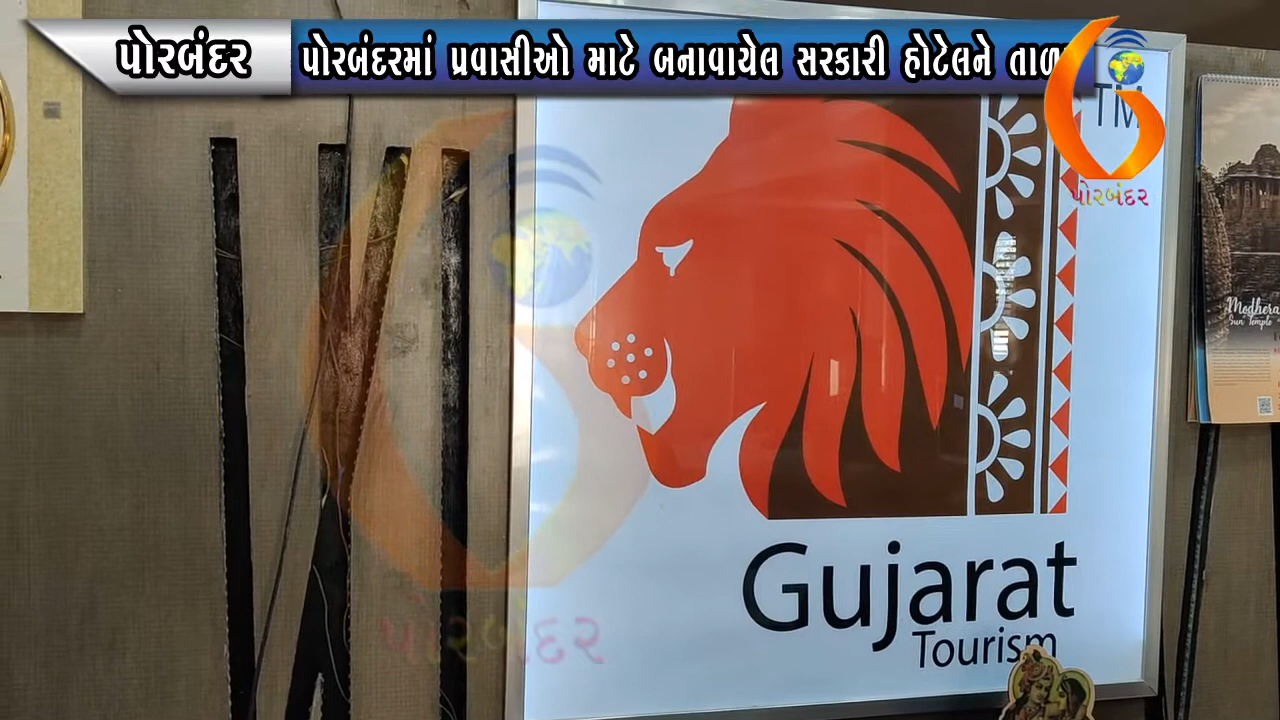 પોરબંદર
પોરબંદરમાં પ્રવાસીઓ માટે બનાવાયેલ સરકારી હોટેલને
TM
પોરબંદર
Modhera
Sun Temple
Gujarat
Tourism
પોરબંદર